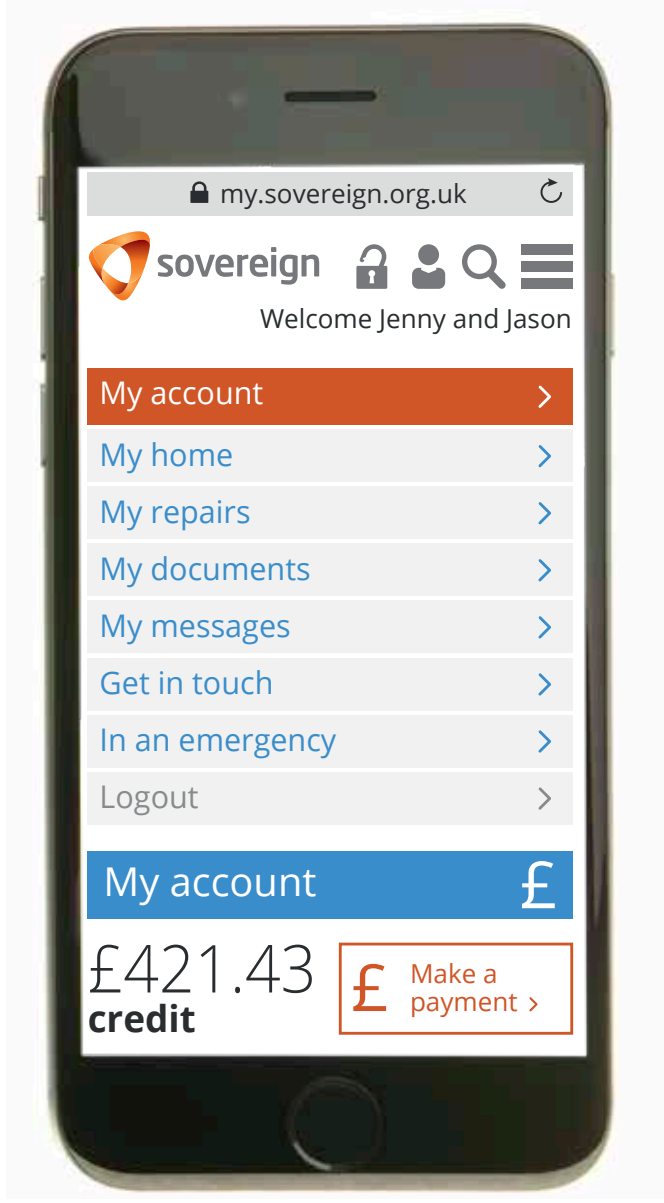 my.sovereign.org.uk
sovereign
Welcome Jenny and Jason
My account
My home
My repairs
My documents
My messages
Get in touch
In an emergency
Logout
My account £
£421.43
credit
£ Make a
payment